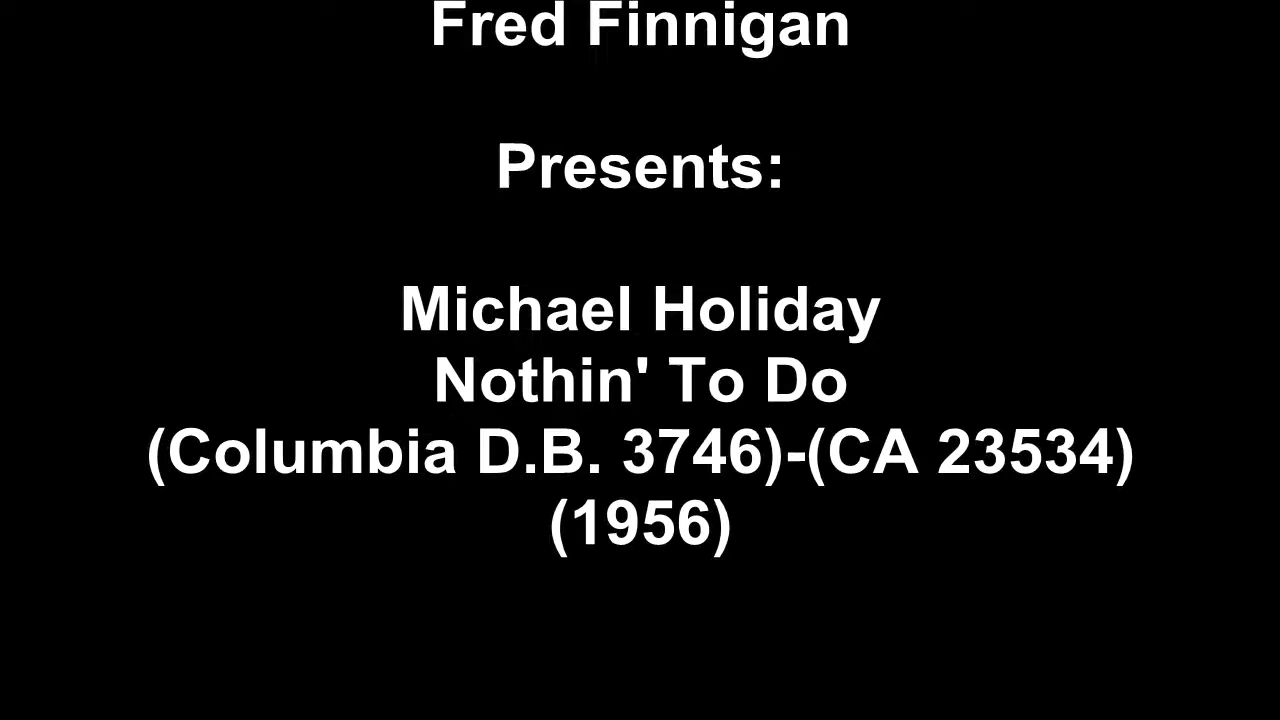 Fred Finnigan
Presents:
Michael Holiday
Nothin' To Do
(Columbia D.B. 3746)-(CA 23534)
(1956)